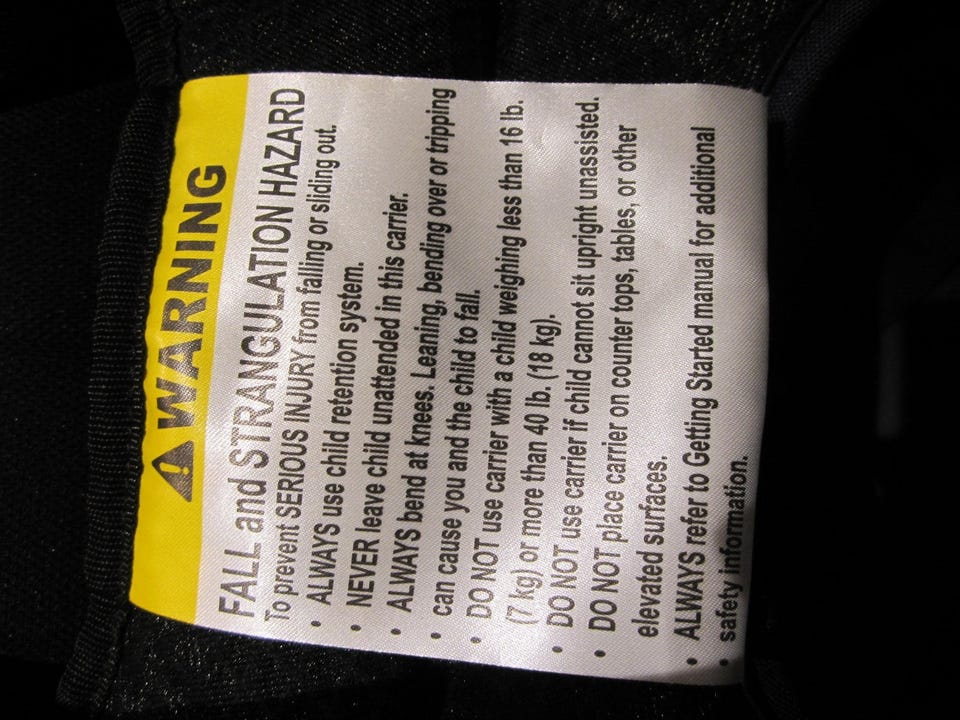 ⚠WARNING
FALL and STRANGULATION HAZARD
To prevent SERIOUS INJURY from falling or sliding out.
• ALWAYS use child retention system.
• NEVER leave child unattended in this carrier.
• ALWAYS bend at knees. Leaning, bending over or tripping
• can cause you and the child to fall.
• DO NOT use carrier with a child weighing less than 16 lb.
(7 kg) or more than 40 lb. (18 kg).
• DO NOT use carrier if child cannot sit upright unassisted.
• DO NOT place carrier on counter tops, tables, or other
elevated surfaces.
• ALWAYS refer to Getting Started manual for additional
• safety information.